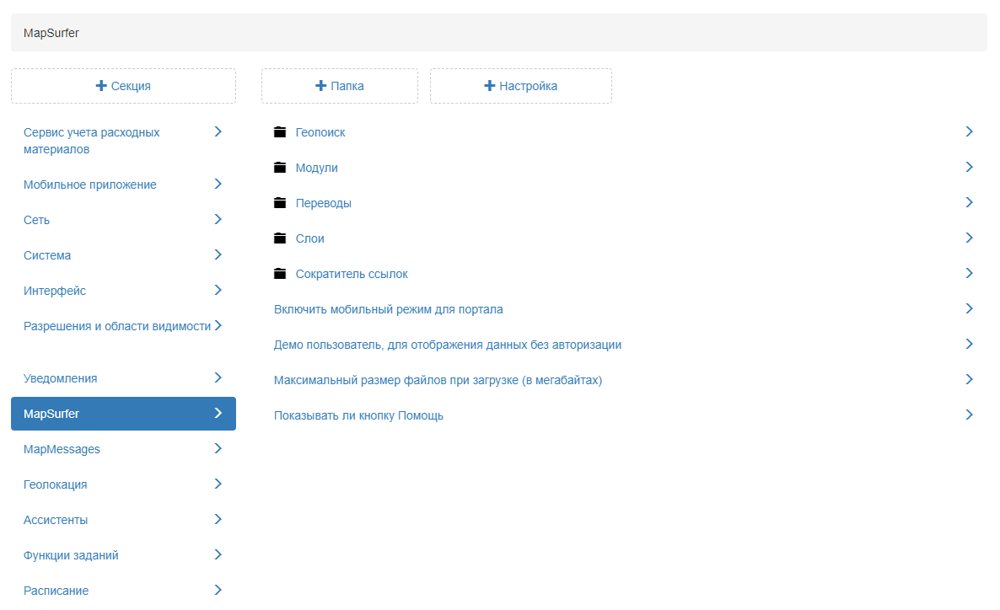 MapSurfer
Секция
Папка
Настройка
Сервис учета расходных
материалов
Мобильное приложение
Сеть
Система
Интерфейс
Разрешения и области видимости
Уведомления
MapSurfer
MapMessages
Геолокация
Ассистенты
Функции заданий
Расписание
Геопоиск
Модули
Переводы
Слои
Сократитель ссылок
Включить мобильный режим для портала
Демо пользователь, для отображения данных без авторизации
Максимальный размер файлов при загрузке (в мегабайтах)
Показывать ли кнопку Помощь